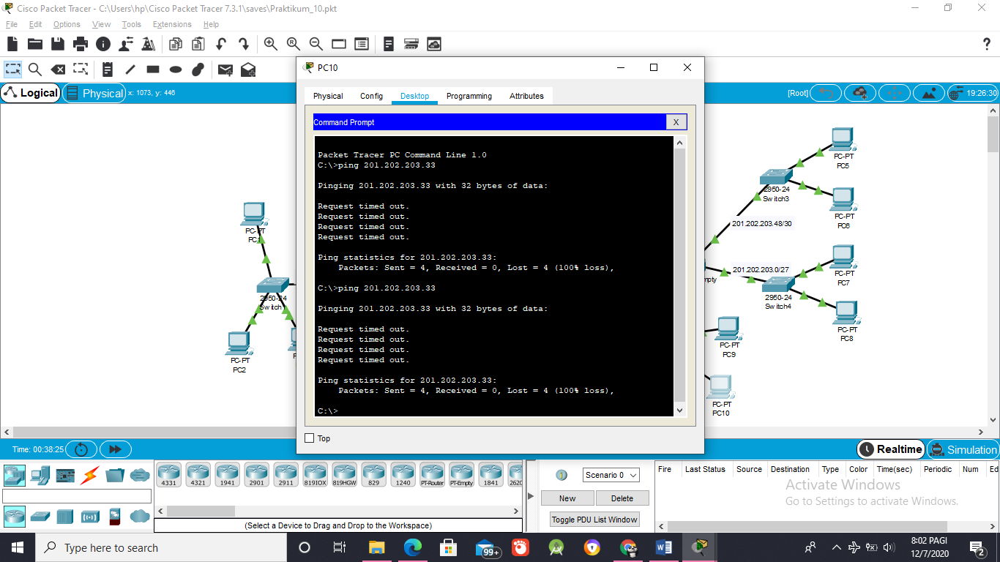 Cisco Packet Tracer - C:\Users\hp\Cisco Packet Tracer 7.3.1\saves\Praktikum_10.pkt
File Edit Options View Tools Extensions Help
Logical Physical x: 1073, y: 446 [Root] 19:26:30
PC10
Physical Config Desktop Programming Attributes
Command Prompt X
Packet Tracer PC Command Line 1.0
C:\>ping 201.202.203.33
Pinging 201.202.203.33 with 32 bytes of data:
Request timed out.
Request timed out.
Request timed out.
Request timed out.
Ping statistics for 201.202.203.33:
Packets: Sent = 4, Received = 0, Lost = 4 (100% loss),
C:\>ping 201.202.203.33
Pinging 201.202.203.33 with 32 bytes of data:
Request timed out.
Request timed out.
Request timed out.
Request timed out.
Ping statistics for 201.202.203.33:
Packets: Sent = 4, Received = 0, Lost = 4 (100% loss),
C:\>
Top
PC-PT
PC1
2950-24
Switch1
PC-PT
PC2
PC-PT
PC5
2950-24
Switch3
PC-PT
PC6
201.202.203.48/30
PC-PT
PC7
201.202.203.0/27
2950-24
Switch4
PC-PT
PC8
PC-PT
PC9
PC-PT
PC10
Time: 00:38:25 Realtime Simulation
4331 4321 1941 2901 2911 819IOX 819HGW 829 1240 PT-Router PT-Empty 1841 2620
(Select a Device to Drag and Drop to the Workspace)
Scenario 0
New Delete
Toggle PDU List Window
Fire Last Status Source Destination Type Color Time(sec) Periodic Num Ed
Activate Windows
Go to Settings to activate Windows.
Type here to search
99+
8:02 PAGI
12/7/2020
2